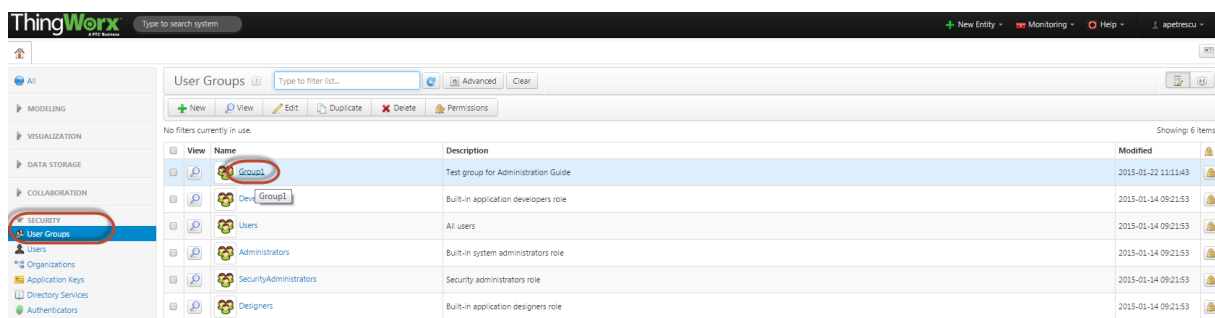 ThingWorx
A PTC Business
Type to search system
New Entity
Monitoring
Help
apetrescu
All
MODELING
VISUALIZATION
DATA STORAGE
COLLABORATION
SECURITY
User Groups
Users
Organizations
Application Keys
Directory Services
Authenticators
User Groups
Type to filter list...
Advanced
Clear
New
View
Edit
Duplicate
Delete
Permissions
No filters currently in use.
Showing: 6 items
View Name Description Modified
Group1 Test group for Administration Guide 2015-01-22 11:11:43
Group1
Built-in application developers role 2015-01-14 09:21:53
Users All users 2015-01-14 09:21:53
Administrators Built-in system administrators role 2015-01-14 09:21:53
SecurityAdministrators Security administrators role 2015-01-14 09:21:53
Designers Built-in application designers role 2015-01-14 09:21:53